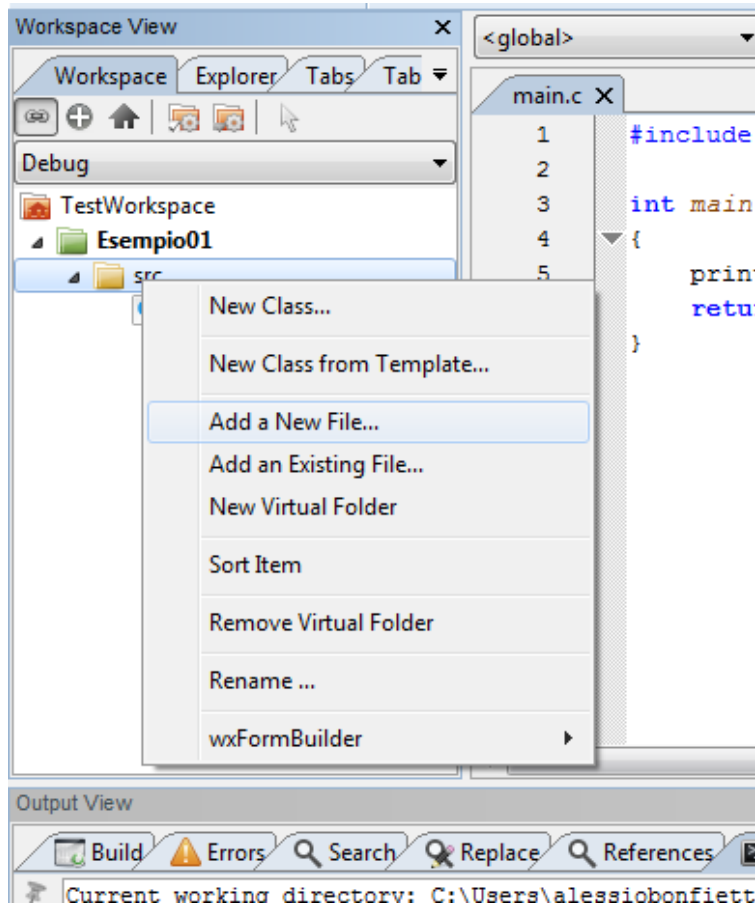 Workspace View
Workspace Explorer Tabs Tab
Debug
TestWorkspace
Esempio01
src
New Class...
New Class from Template...
Add a New File...
Add an Existing File...
New Virtual Folder
Sort Item
Remove Virtual Folder
Rename ...
wxFormBuilder
<global>
main.c
1 #include
2
3 int main
4 {
5 prin
retu
}
Output View
Build Errors Search Replace References
Current working directory: C:\Users\alessiobonfiett